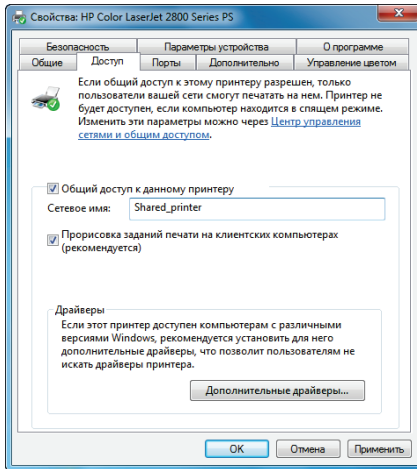 Свойства: HP Color LaserJet 2800 Series PS
Безопасность Параметры устройства О программе
Общие Доступ Порты Дополнительно Управление цветом
Если общий доступ к этому принтеру разрешен, только
пользователи вашей сети смогут печатать на нем. Принтер не
будет доступен, если компьютер находится в спящем режиме.
Изменить эти параметры можно через Центр управления
сетями и общим доступом.
Общий доступ к данному принтеру
Сетевое имя: Shared_printer
Прорисовка заданий печати на клиентских компьютерах
(рекомендуется)
Драйверы
Если этот принтер доступен компьютерам с различными
версиями Windows, рекомендуется установить для него
дополнительные драйверы, что позволит пользователям не
искать драйверы принтера.
Дополнительные драйверы...
OK Отмена Применить